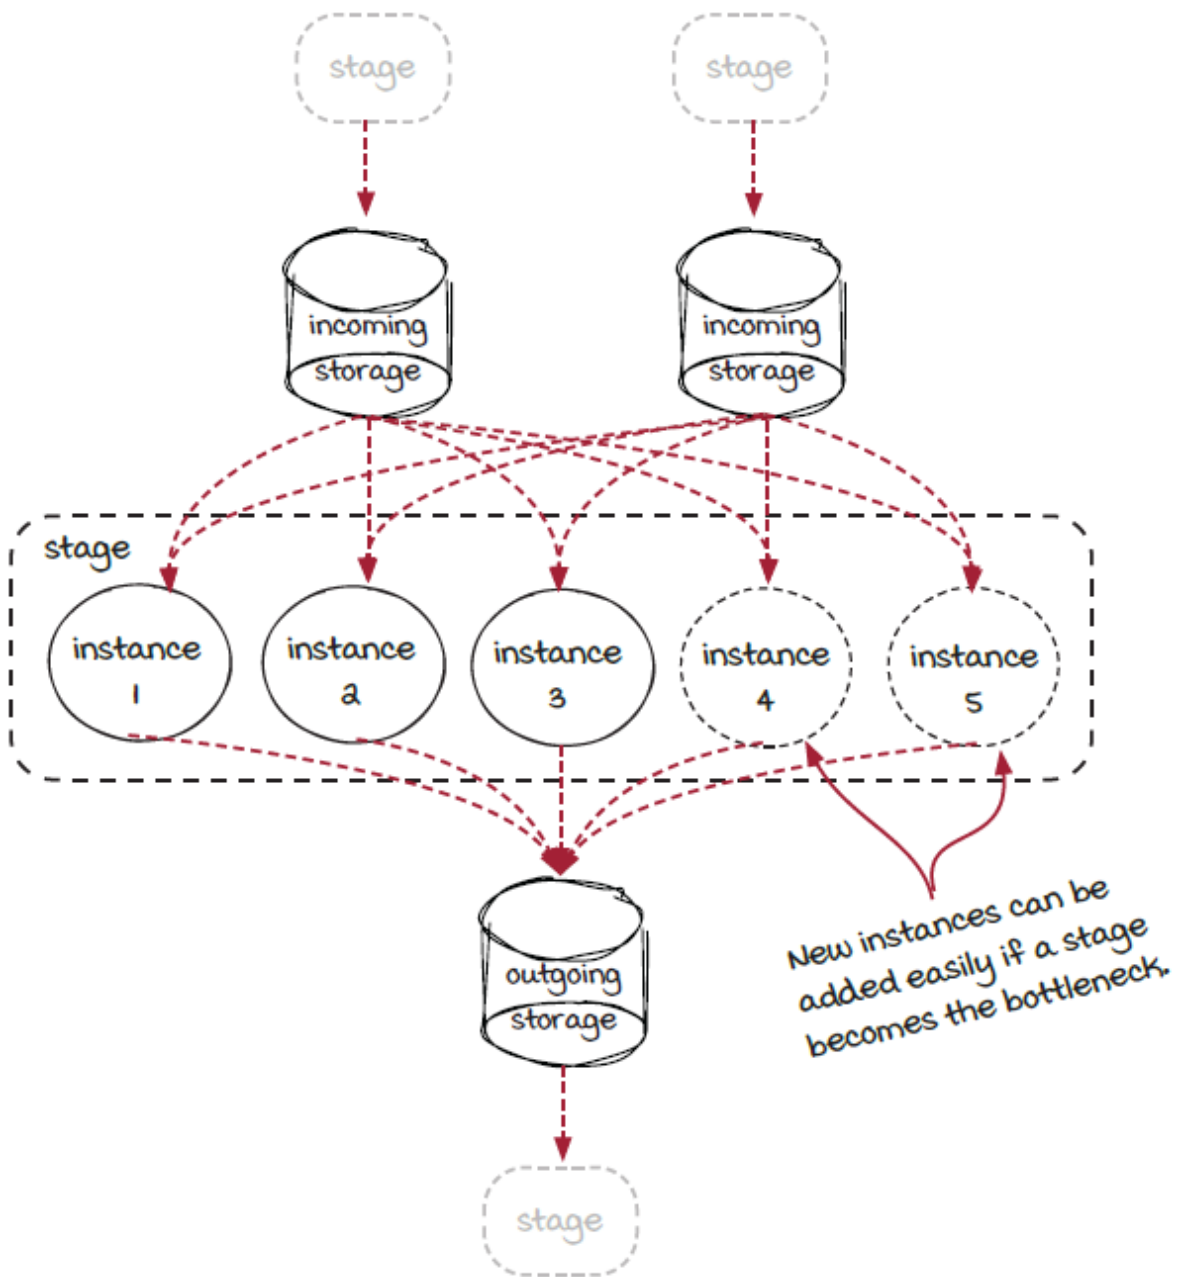 stage
stage
incoming
storage
incoming
storage
stage
instance
1
instance
2
instance
3
instance
4
instance
5
New instances can be
added easily if a stage
becomes the bottleneck.
outgoing
storage
stage